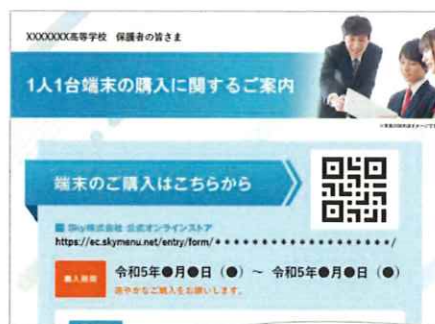 XXXXXXX高等学校 保護者の皆さま
1人1台端末の購入に関するご案内
端末のご購入はこちらから
Sky株式会社 公式オンラインストア
https://ec.skymenu.net/entry/form/*******************/
購入期間
令和5年●月●日（●） ～ 令和5年●月●日（●）
速やかなご購入をお願いします。